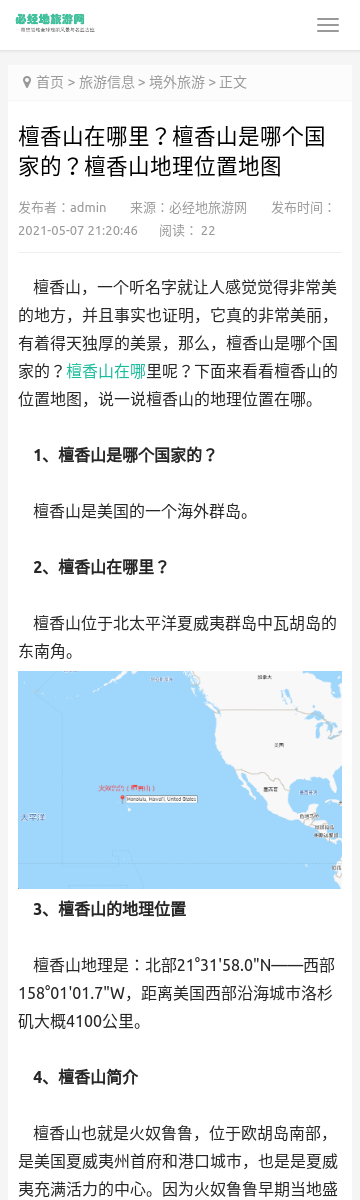 必经地旅游网
首页 > 旅游信息 > 境外旅游 > 正文
檀香山在哪里？檀香山是哪个国
家的？檀香山地理位置地图
发布者：admin 来源：必经地旅游网 发布时间：
2021-05-07 21:20:46 阅读： 22
檀香山，一个听名字就让人感觉觉得非常美
的地方，并且事实也证明，它真的非常美丽，
有着得天独厚的美景，那么，檀香山是哪个国
家的？檀香山在哪里呢？下面来看看檀香山的
位置地图，说一说檀香山的地理位置在哪。
1、檀香山是哪个国家的？
檀香山是美国的一个海外群岛。
2、檀香山在哪里？
檀香山位于北太平洋夏威夷群岛中瓦胡岛的
东南角。
加拿大
美国
墨西哥
Honolulu, Hawai'i, United States
太平洋
3、檀香山的地理位置
檀香山地理是：北部21°31'58.0"N——西部
158°01'01.7"W，距离美国西部沿海城市洛杉
矶大概4100公里。
4、檀香山简介
檀香山也就是火奴鲁鲁，位于欧胡岛南部，
是美国夏威夷州首府和港口城市，也是是夏威
夷充满活力的中心。因为火奴鲁鲁早期当地盛